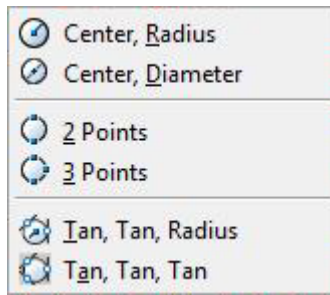 Center, Radius
Center, Diameter
2 Points
3 Points
Tan, Tan, Radius
Tan, Tan, Tan